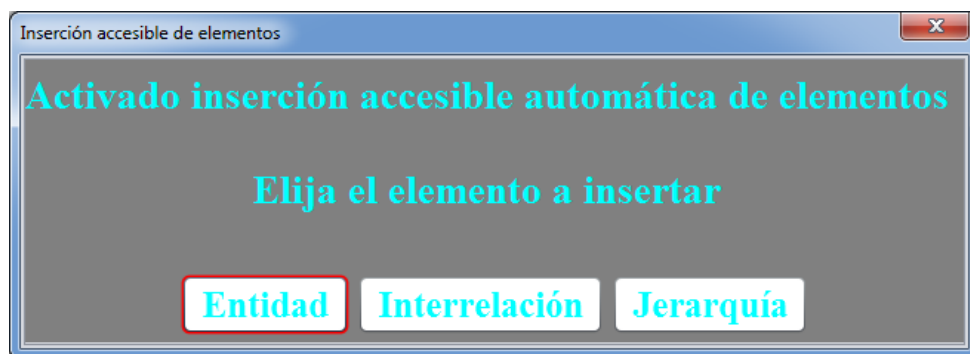 Inserción accesible de elementos
Activado inserción accesible automática de elementos
Elija el elemento a insertar
Entidad Interrelación Jerarquía